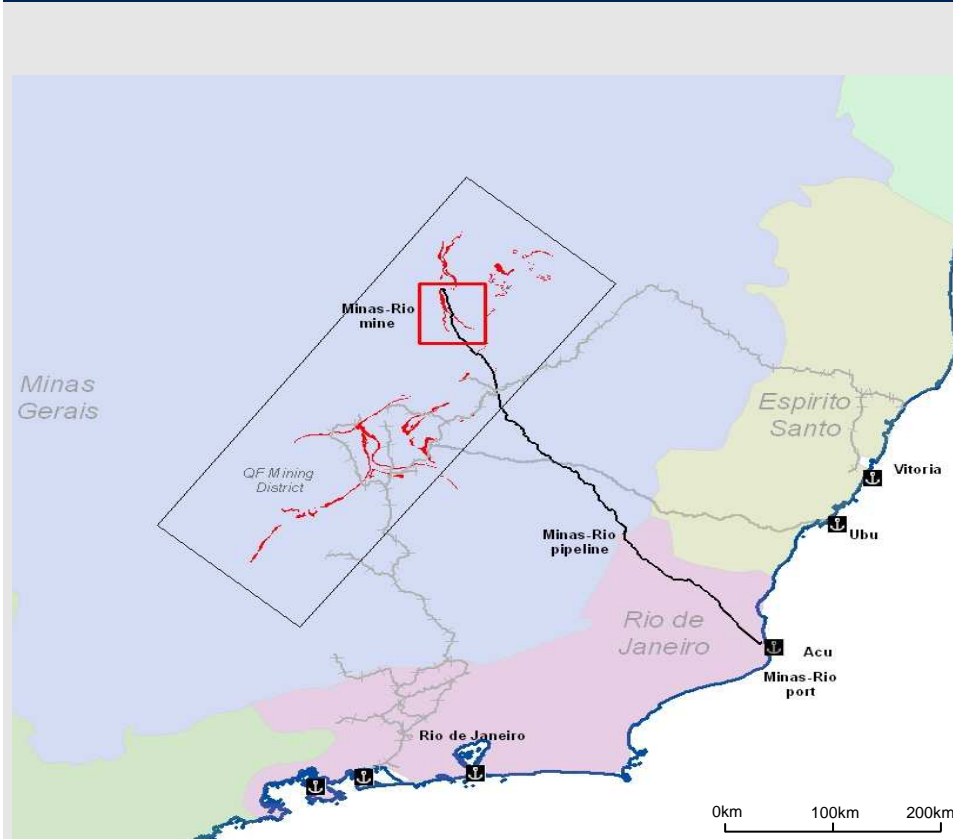 Minas-Rio
mine
Minas
Gerais
Espirito
Santo
QF Mining
District
Vitoria
Ubu
Minas-Rio
pipeline
Rio de
Janeiro
Acu
Minas-Rio
port
Rio de Janeiro
0km 100km 200km